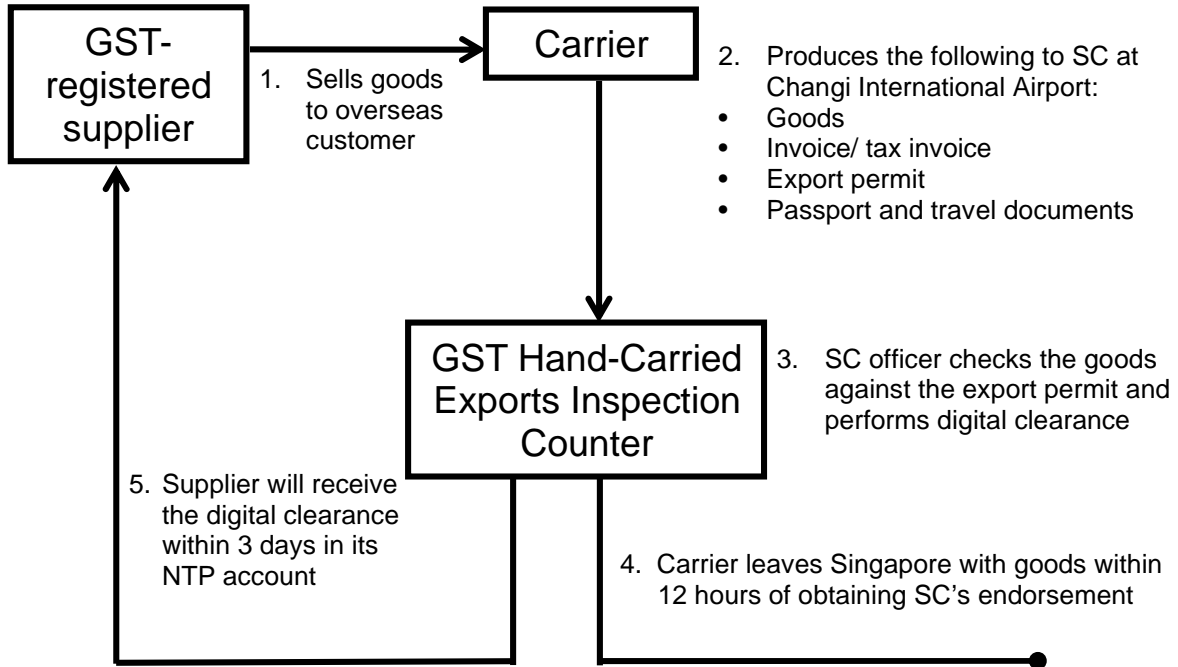 GST-
registered
supplier
1. Sells goods
to overseas
customer
Carrier
2. Produces the following to SC at
Changi International Airport:
• Goods
• Invoice/ tax invoice
• Export permit
• Passport and travel documents
GST Hand-Carried
Exports Inspection
Counter
3. SC officer checks the goods
against the export permit and
performs digital clearance
4. Carrier leaves Singapore with goods within
12 hours of obtaining SC’s endorsement
5. Supplier will receive
the digital clearance
within 3 days in its
NTP account